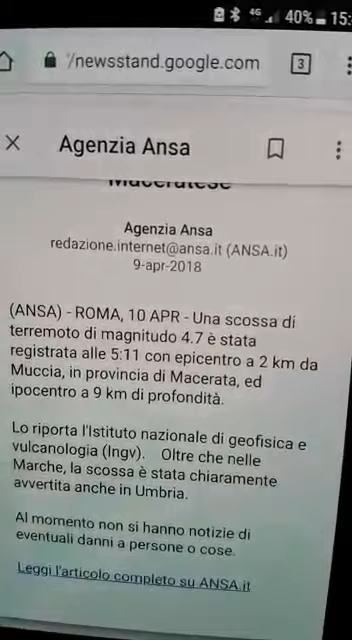 4G 40% 15:
/newsstand.google.com 3
Agenzia Ansa
Maceratese
Agenzia Ansa
redazione.internet@ansa.it (ANSA.it)
9-apr-2018
(ANSA) - ROMA, 10 APR - Una scossa di
terremoto di magnitudo 4.7 è stata
registrata alle 5:11 con epicentro a 2 km da
Muccia, in provincia di Macerata, ed
ipocentro a 9 km di profondità.
Lo riporta l'Istituto nazionale di geofisica e
vulcanologia (Ingv). Oltre che nelle
Marche, la scossa è stata chiaramente
avvertita anche in Umbria.
Al momento non si hanno notizie di
eventuali danni a persone o cose.
Leggi l'articolo completo su ANSA.it